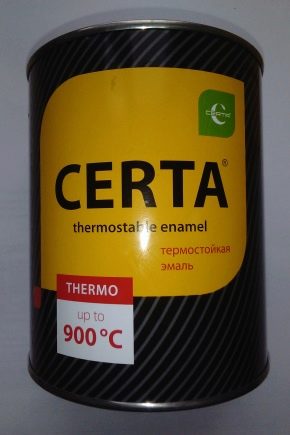 CERTA
CERTA®
thermostable enamel
термостойкая
эмаль
THERMO
up to
900 °C